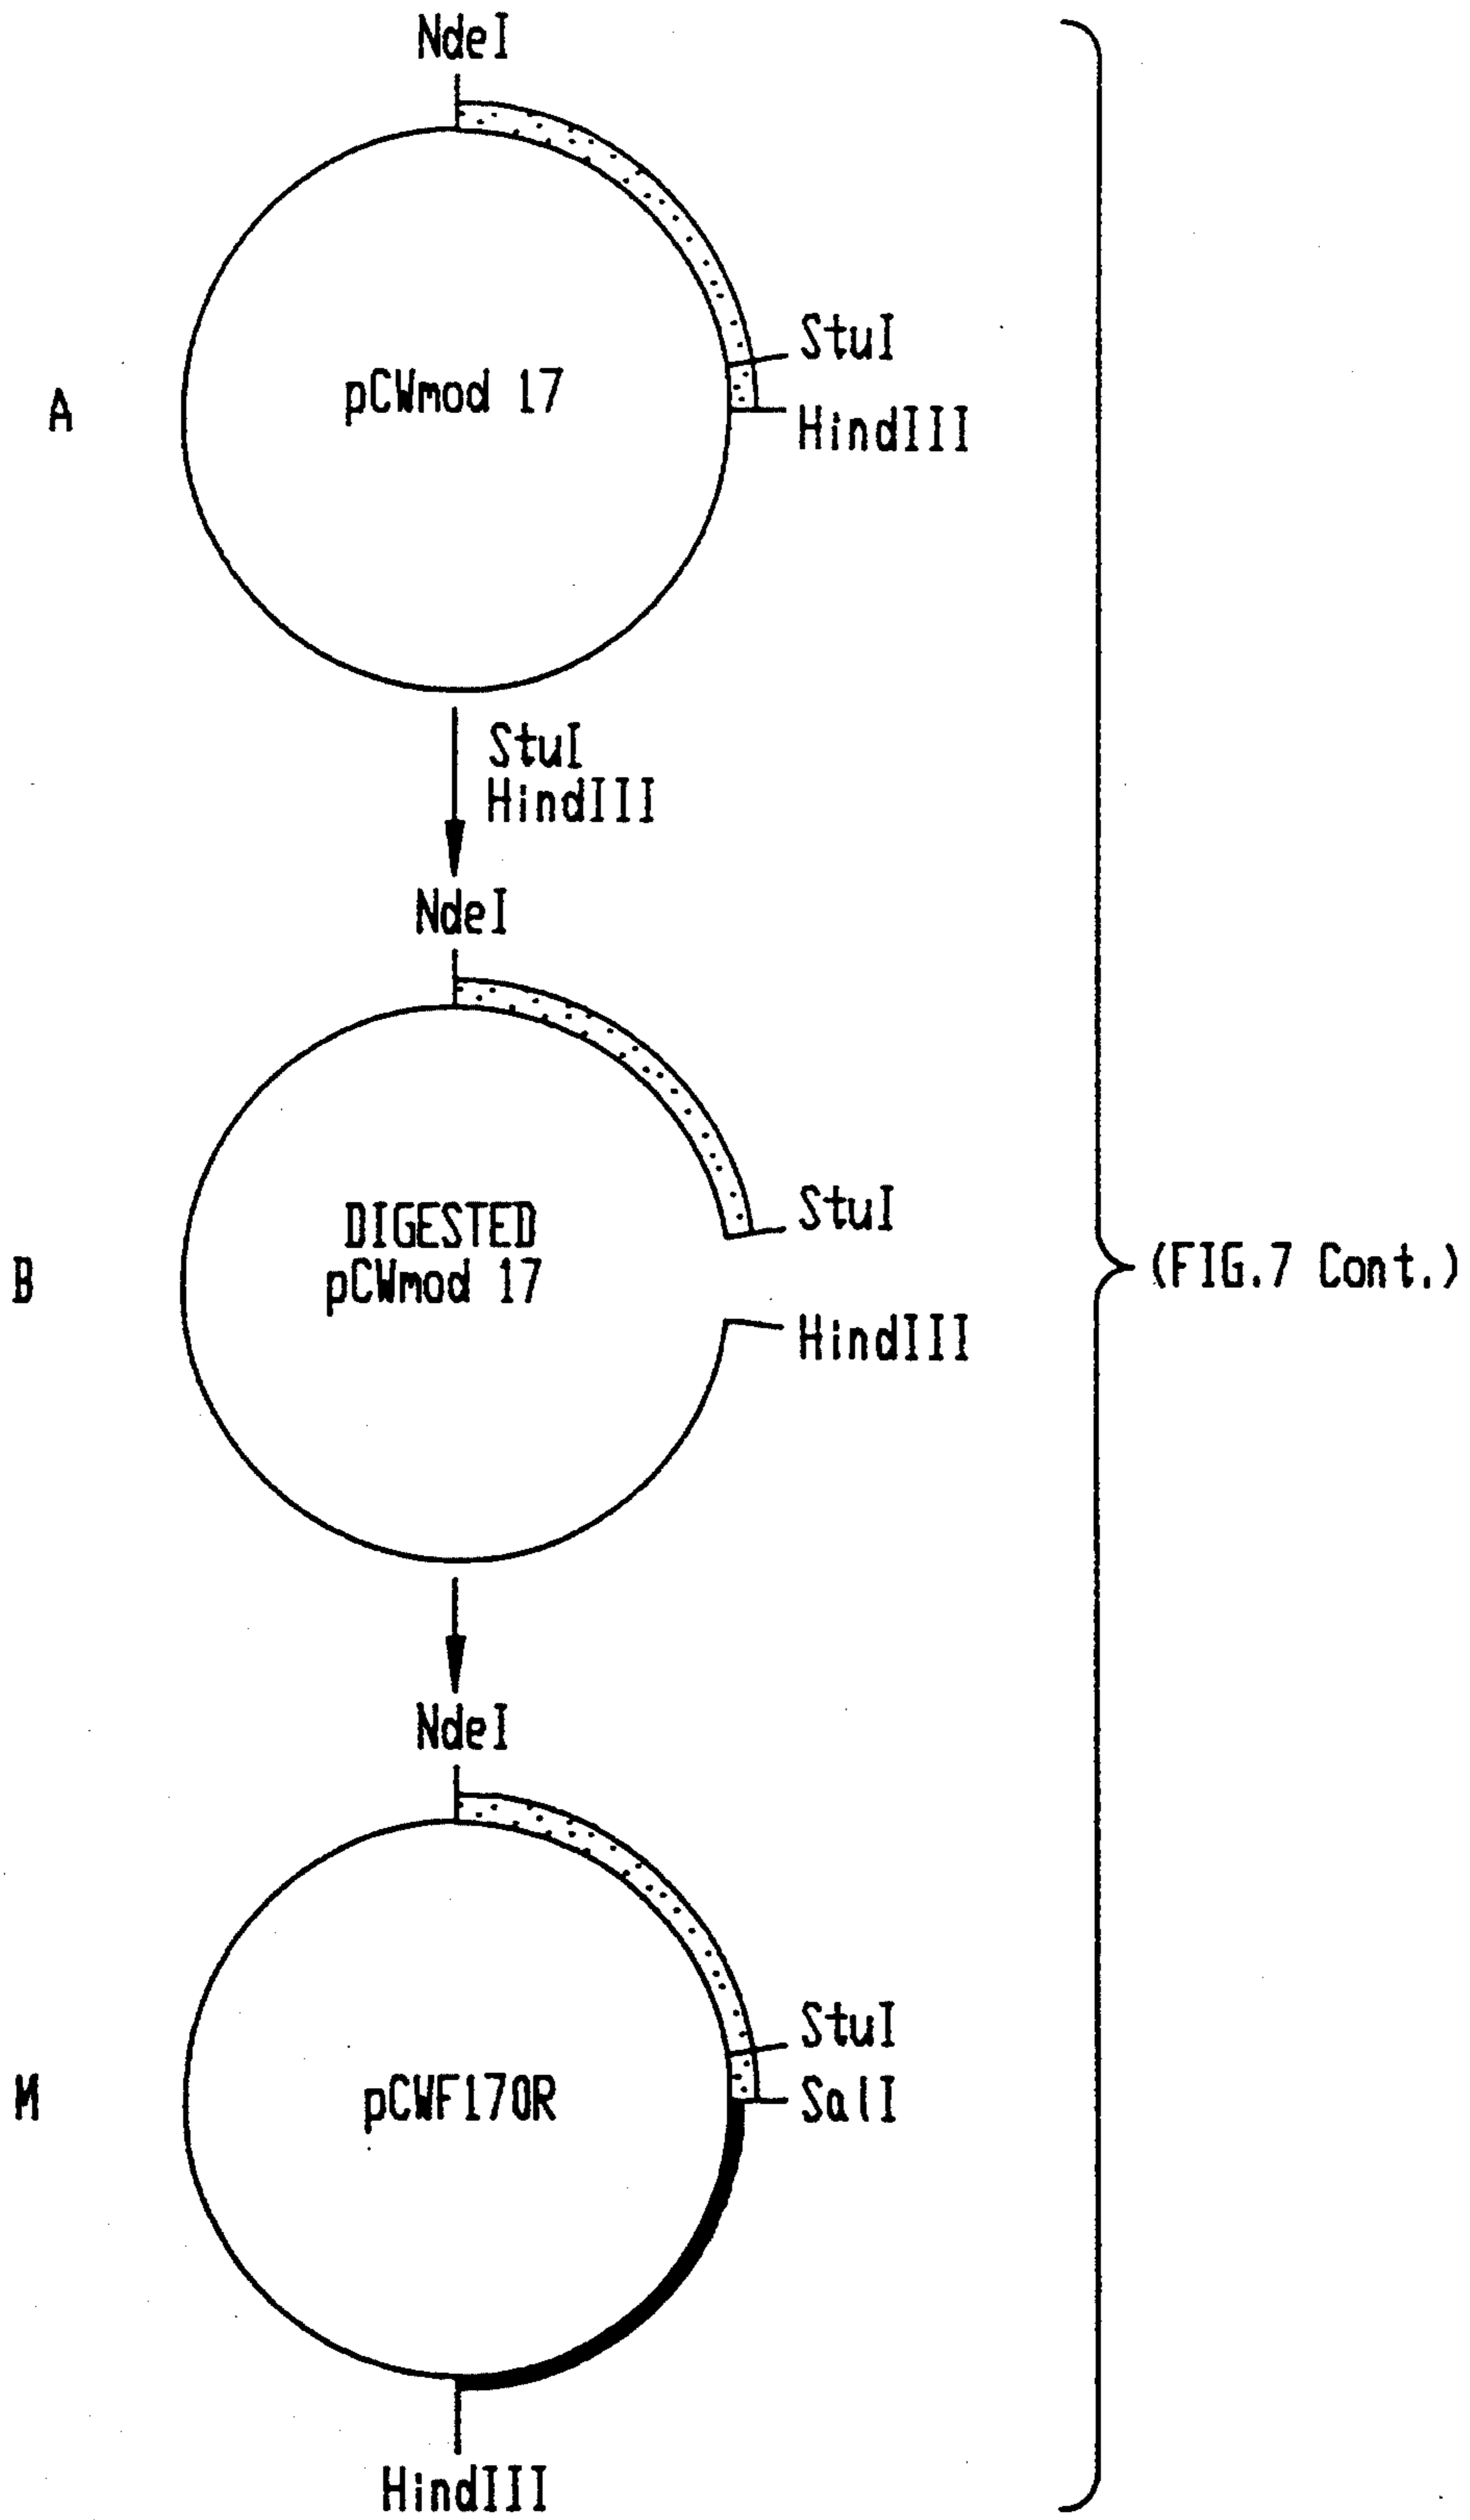 NdeI
StuI
A
pCWmod 17
HindIII
StuI
HindIII
NdeI
StuI
B
DIGESTED
pCWmod 17
(FIG.7 Cont.)
HindIII
NdeI
StuI
M
pCWF170R
SalI
HindIII